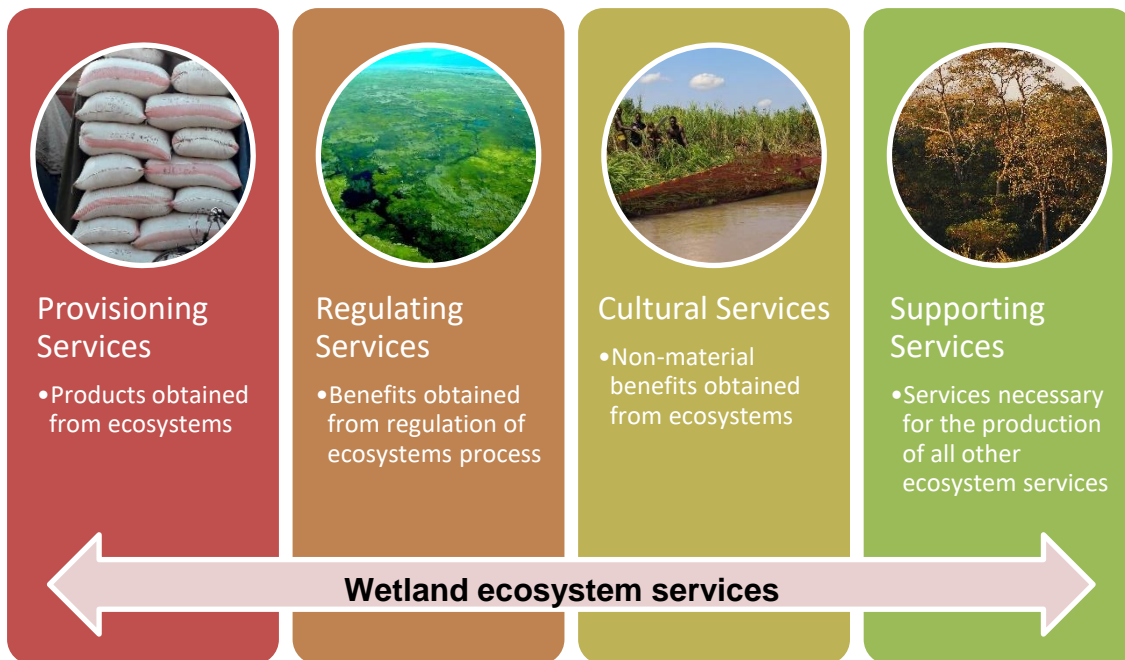 Provisioning
Services
•Products obtained
from ecosystems
Regulating
Services
•Benefits obtained
from regulation of
ecosystems process
Cultural Services
•Non-material
benefits obtained
from ecosystems
Supporting
Services
•Services necessary
for the production
of all other
ecosystem services
Wetland ecosystem services